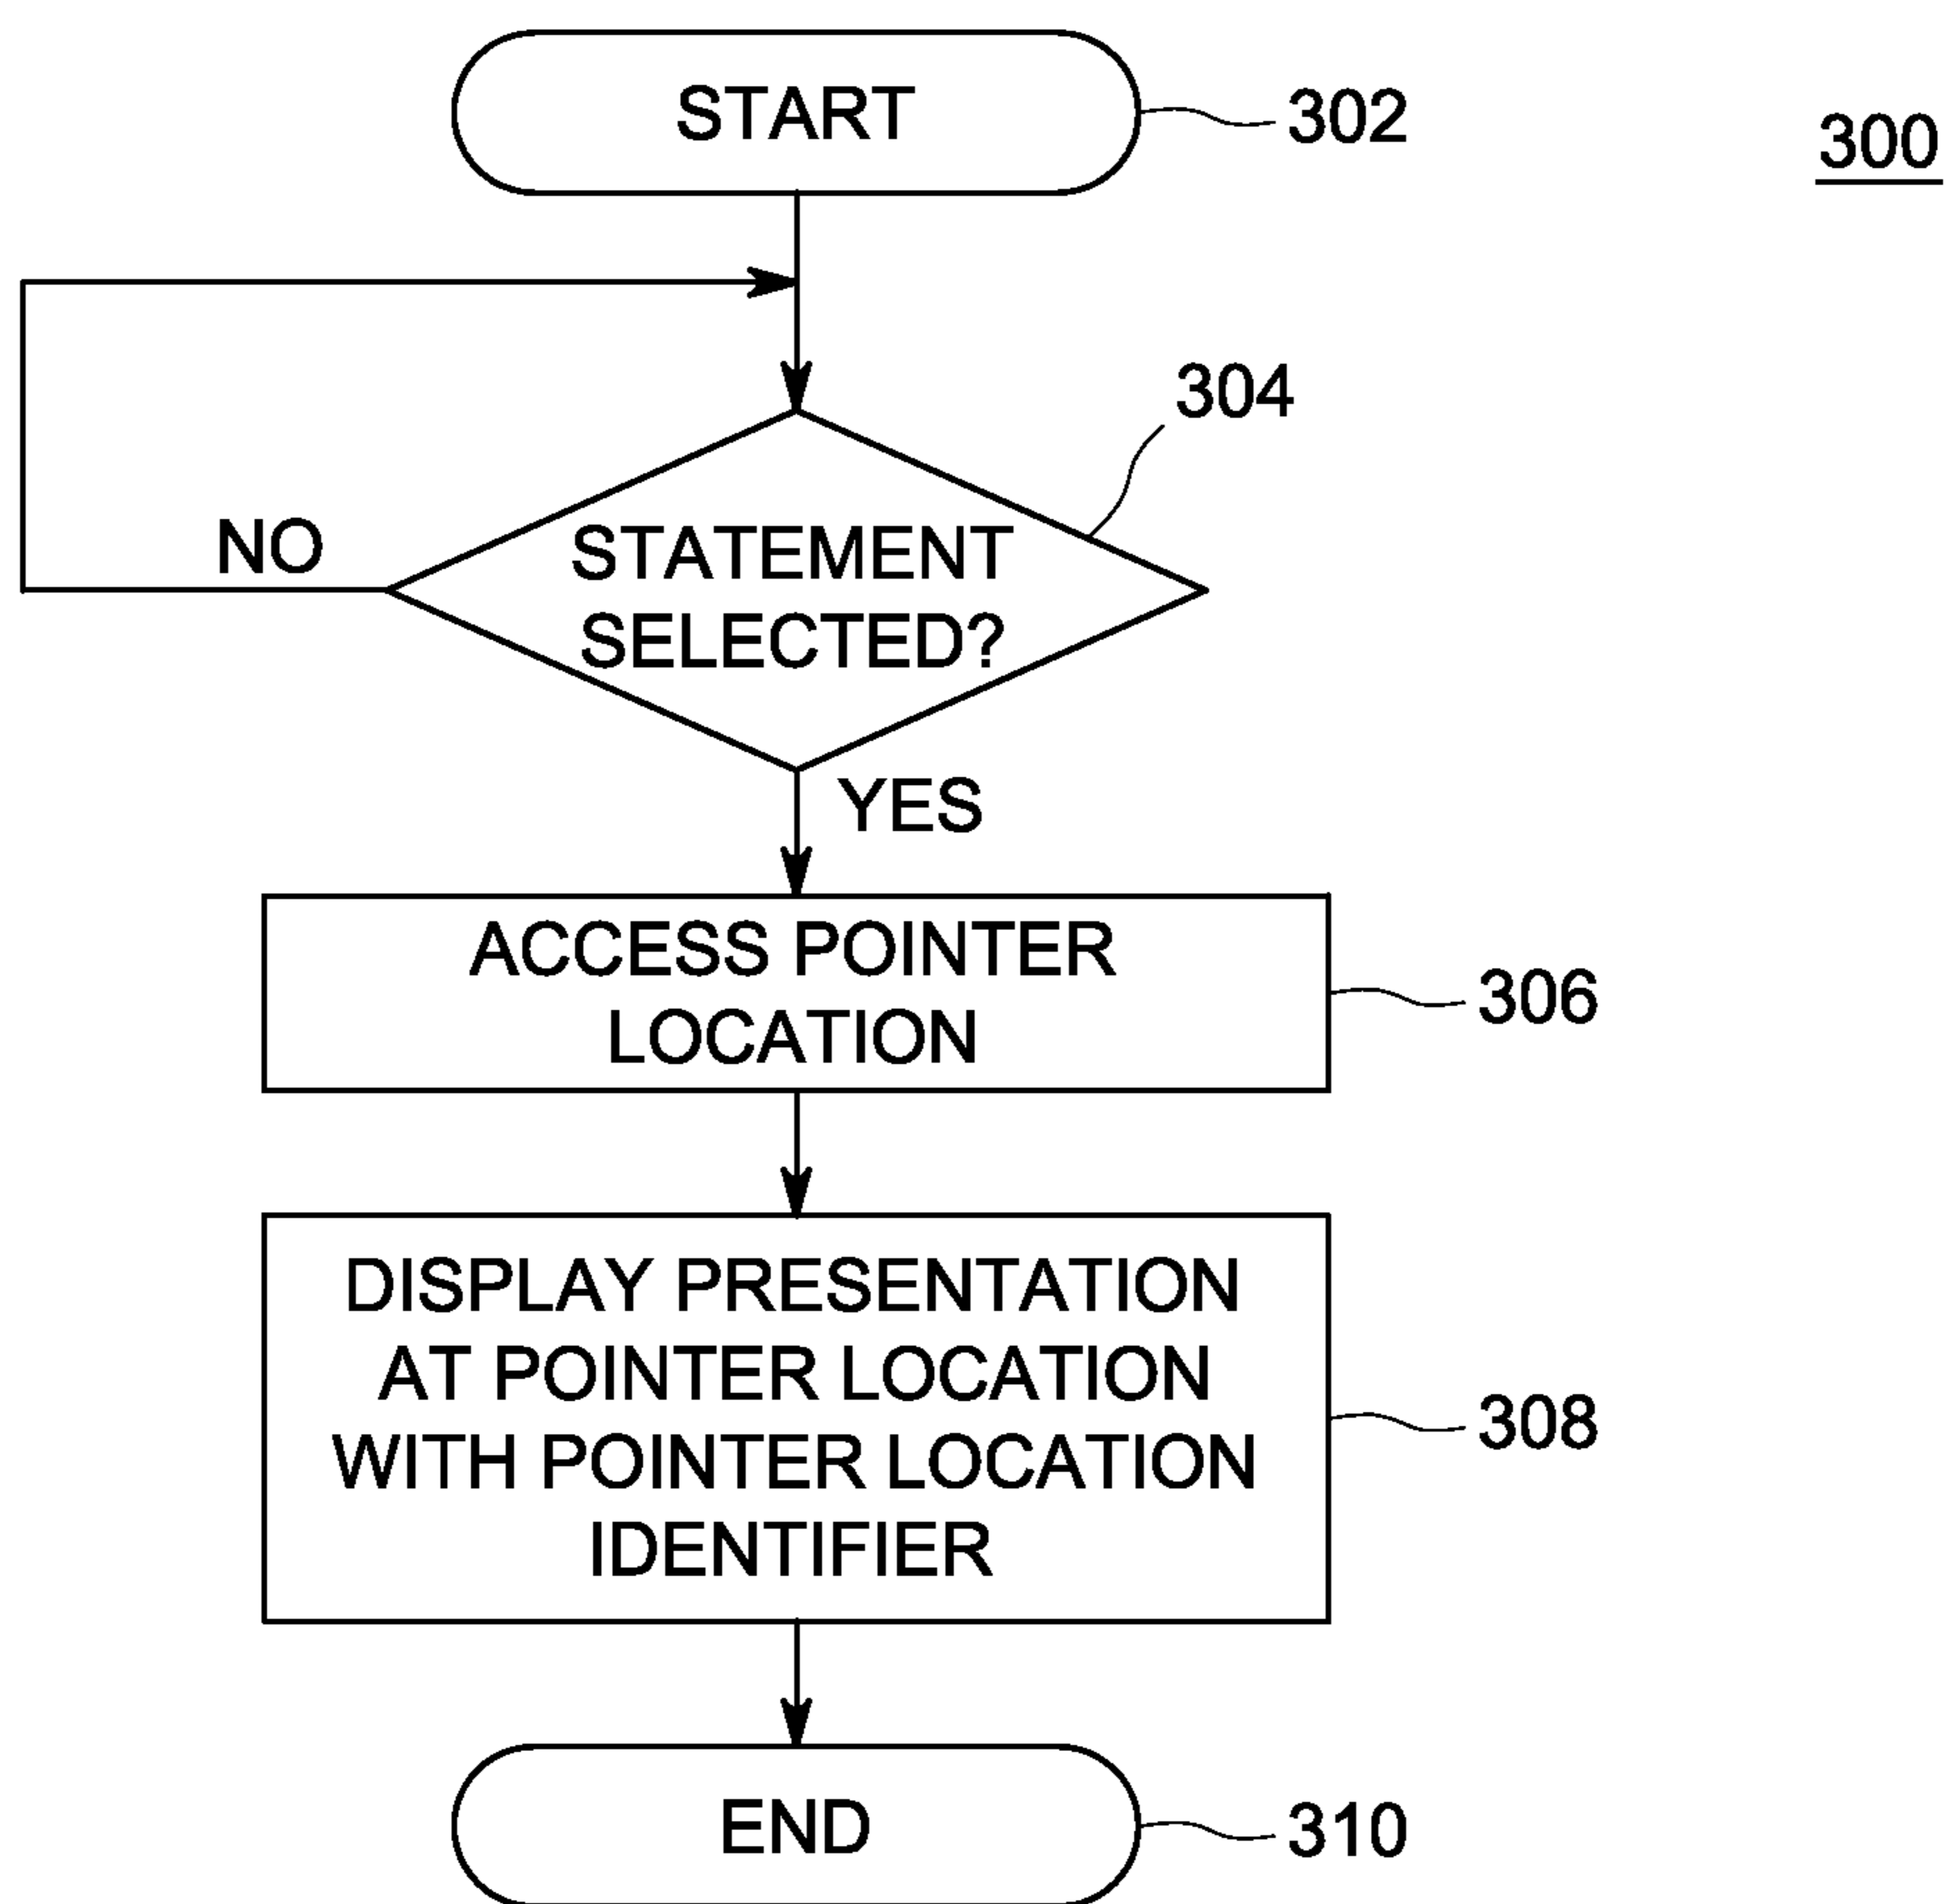 START
302
300
304
NO
STATEMENT
SELECTED?
YES
ACCESS POINTER
LOCATION
306
DISPLAY PRESENTATION
AT POINTER LOCATION
WITH POINTER LOCATION
IDENTIFIER
308
END
310